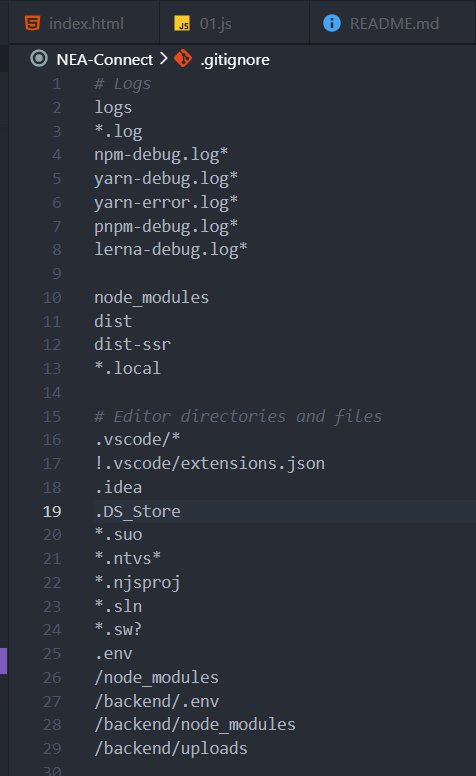 index.html
JS
01.js
README.md
NEA-Connect > .gitignore
1 # Logs
2 logs
3 *.log
4 npm-debug.log*
5 yarn-debug.log*
6 yarn-error.log*
7 pnpm-debug.log*
8 lerna-debug.log*
9
10 node_modules
11 dist
12 dist-ssr
13 *.local
14
15 # Editor directories and files
16 .vscode/*
17 !.vscode/extensions.json
18 .idea
19 .DS_Store
20 *.suo
21 *.ntvs*
22 *.njsproj
23 *.sln
24 *.sw?
25 .env
26 /node_modules
27 /backend/.env
28 /backend/node_modules
29 /backend/uploads
30